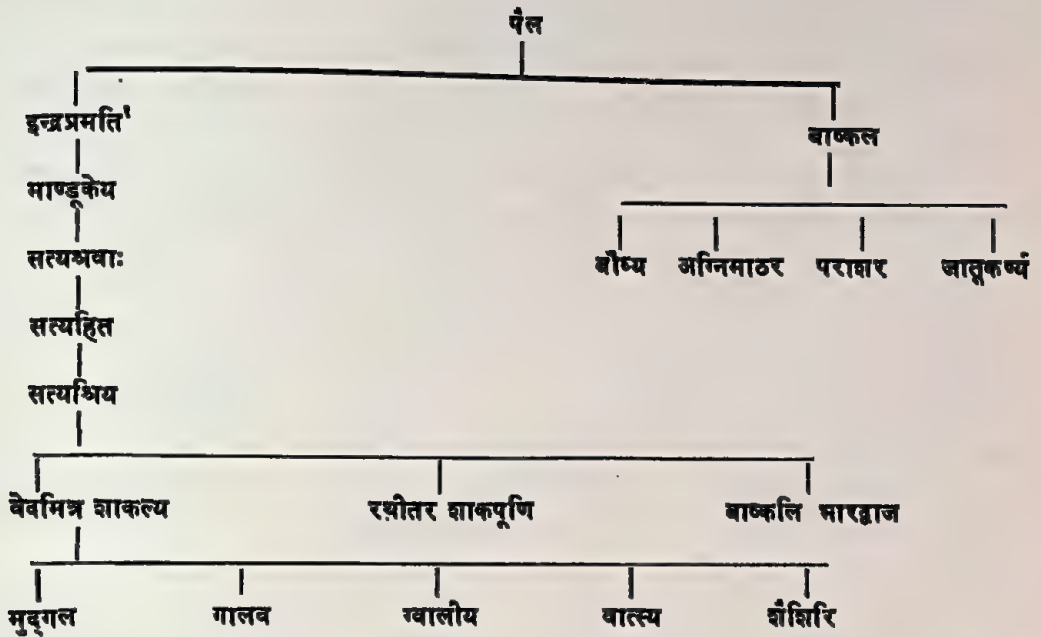 पैल
इन्द्रप्रमति¹
बाष्कल
माण्डूकेय
सत्यश्रवाः
बौध्य अग्निमाठर पराशर जातूकर्ण्य
सत्यहित
सत्यश्रिय
वेदमित्र शाकल्य रथीतर शाकपूणि बाष्कलि भारद्वाज
मुद्गल गालव ग्वालीय वात्स्य शैशिरि